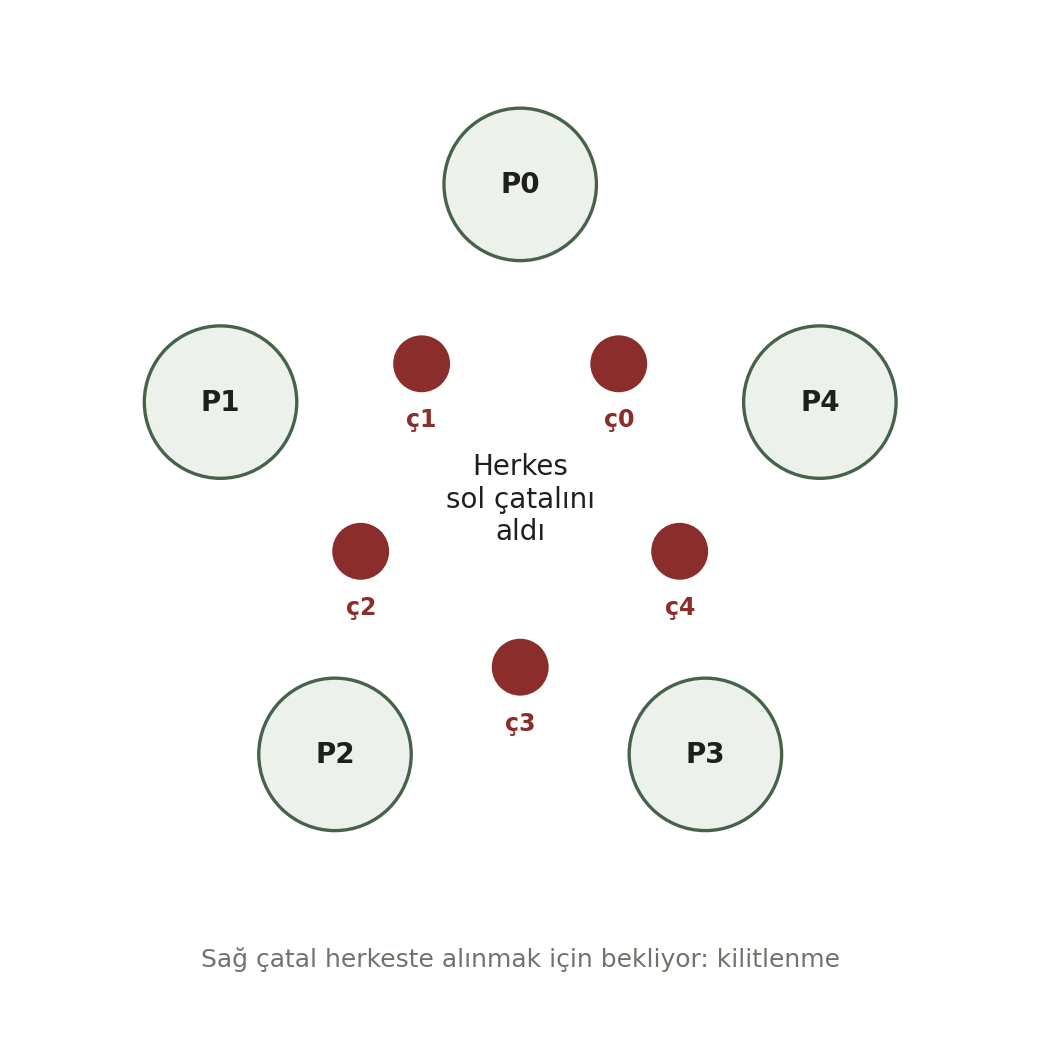 P0
P1
ç1
ç0
P4
Herkes
sol çatalını
aldı
ç2
ç4
ç3
P2
P3
Sağ çatal herkeste alınmak için bekliyor: kilitlenme